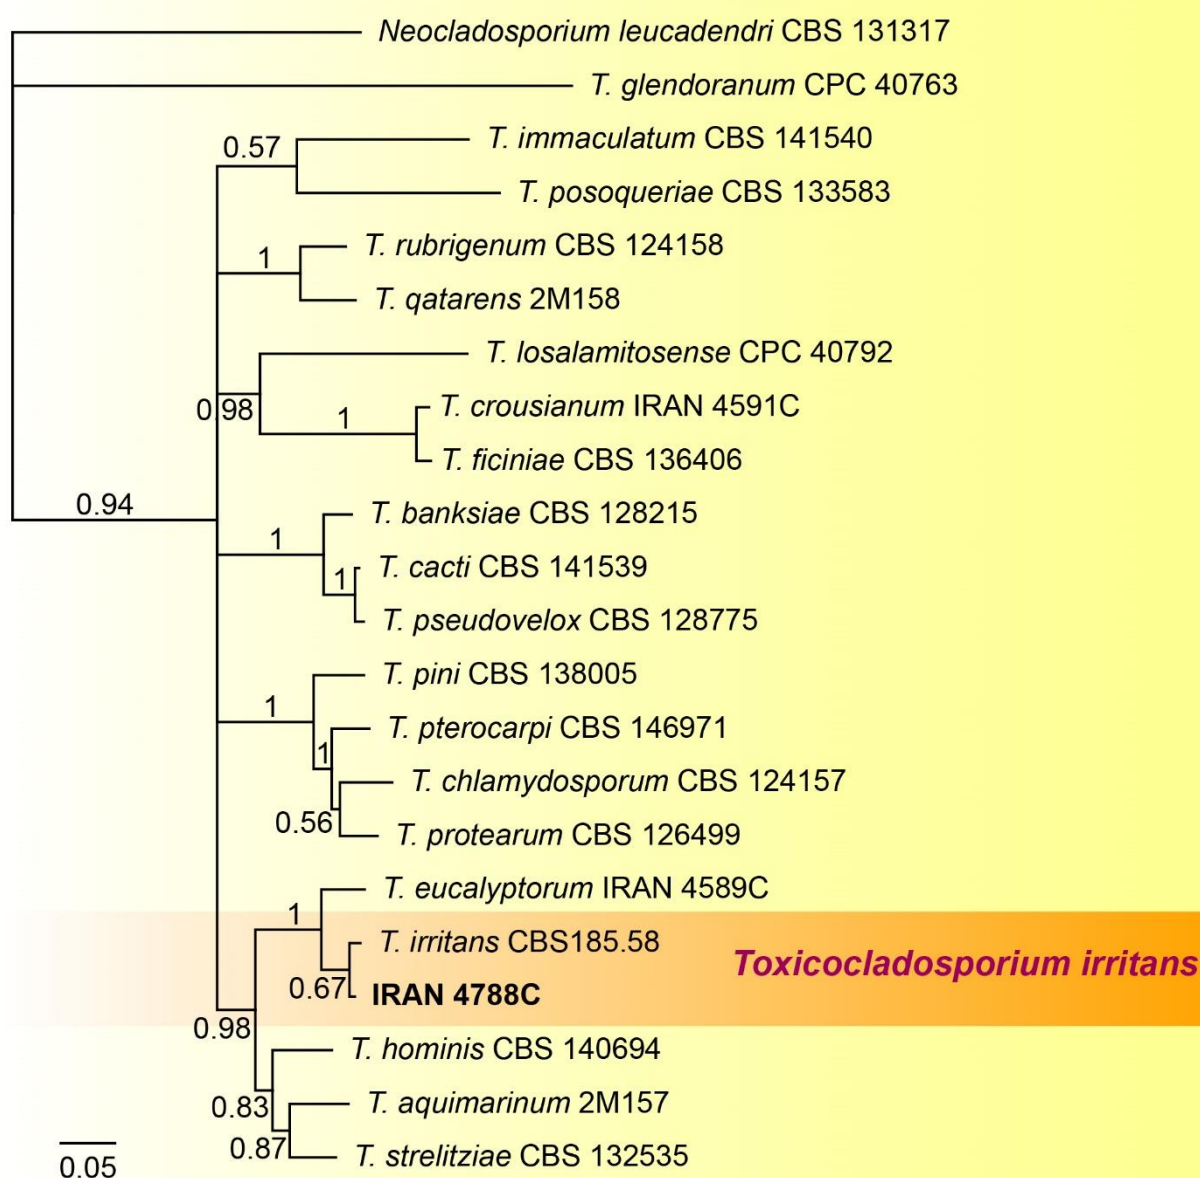 Neocladosporium leucadendri CBS 131317
T. glendoranum CPC 40763
T. immaculatum CBS 141540
0.57
T. posoqueriae CBS 133583
T. rubrigenum CBS 124158
1
T. qatarens 2M158
T. losalamitosense CPC 40792
0.98
T. crousianum IRAN 4591C
1
T. ficiniae CBS 136406
0.94
T. banksiae CBS 128215
1
T. cacti CBS 141539
1
T. pseudovelox CBS 128775
T. pini CBS 138005
1
T. pterocarpi CBS 146971
1
T. chlamydosporum CBS 124157
0.56
T. protearum CBS 126499
T. eucalyptorum IRAN 4589C
1
T. irritans CBS185.58
Toxicocladosporium irritans
0.67
IRAN 4788C
0.98
T. hominis CBS 140694
0.83
T. aquimarinum 2M157
0.87
T. strelitziae CBS 132535
0.05